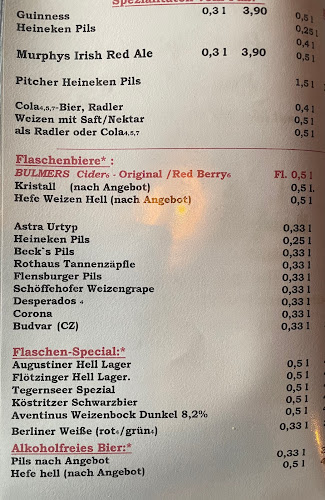 Guinness 0,3 l 3,90 0,5 l
Heineken Pils 0,25 l
0,4 l
Murphys Irish Red Ale 0,3 l 3,90 0,4 l
0,5 l
Pitcher Heineken Pils 1,5 l
Cola4,5,7-Bier, Radler 0,4 l
Weizen mit Saft/Nektar 0,5 l
als Radler oder Cola4,5,7 0,5 l
Flaschenbiere* :
BULMERS Cider6 - Original /Red Berry6 Fl. 0,5 l
Kristall (nach Angebot) 0,5 l.
Hefe Weizen Hell (nach Angebot) 0,5 l
Astra Urtyp 0,33 l
Heineken Pils 0,25 l
Beck`s Pils 0,33 l
Rothaus Tannenzäpfle 0,33 l
Flensburger Pils 0,33 l
Schöffehofer Weizengrape 0,33 l
Desperados 4 0,33 l
Corona 0,33 l
Budvar (CZ) 0,33 l
Flaschen-Special:*
Augustiner Hell Lager 0,5 l
Flötzinger Hell Lager. 0,5 l
Tegernseer Spezial 0,5 l
Köstritzer Schwarzbier 0,5 l
Aventinus Weizenbock Dunkel 8,2% 0,5 l
Berliner Weiße (rot4/grün4) 0,33 l
Alkoholfreies Bier:*
Pils nach Angebot 0,33 l
Hefe hell (nach Angebot) 0,5 l